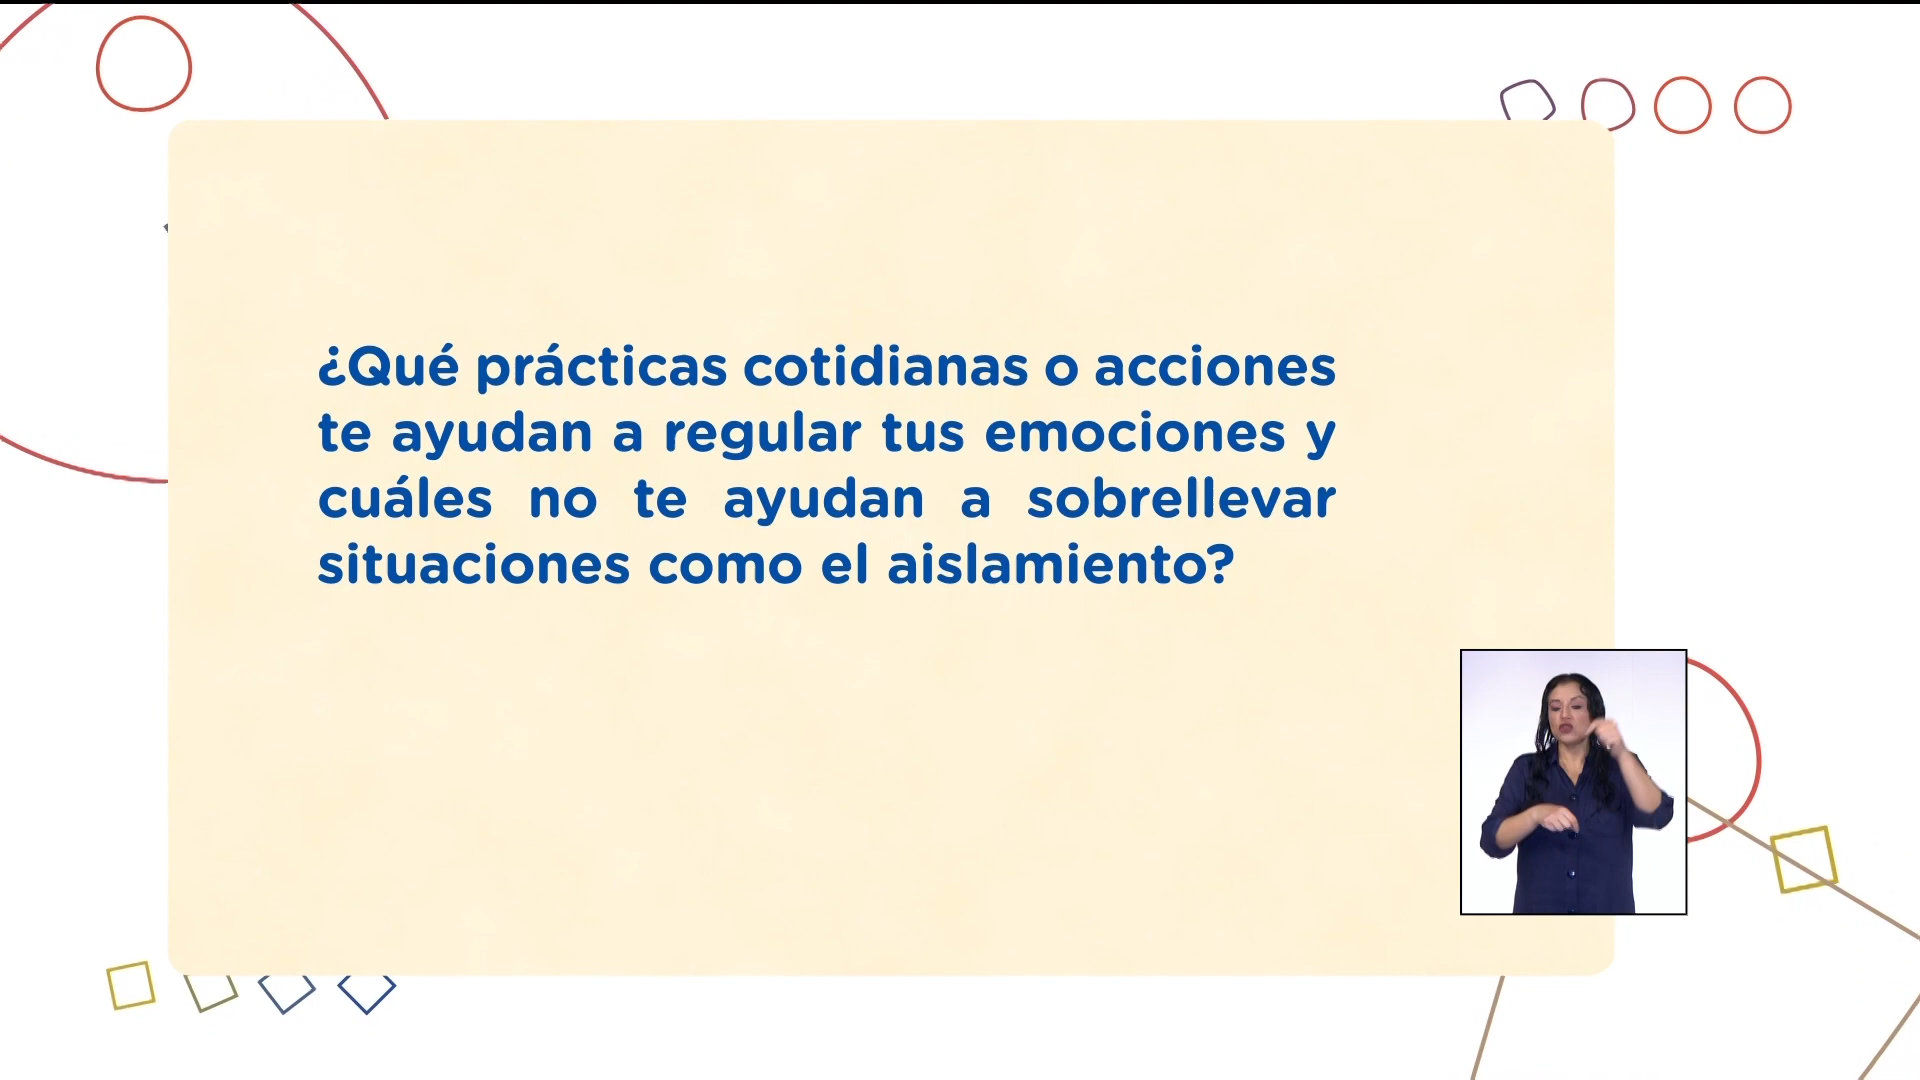 ¿Qué prácticas cotidianas o acciones
te ayudan a regular tus emociones y
cuáles no te ayudan a sobrellevar
situaciones como el aislamiento?